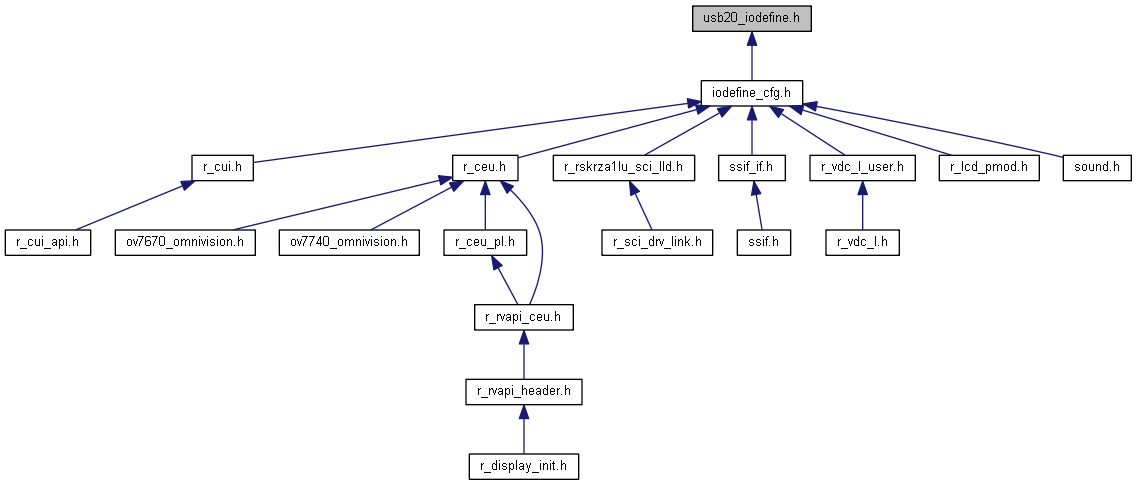 usb20_iodefine.h
iodefine_cfg.h
r_cui.h
r_ceu.h
r_rskrza1lu_sci_lld.h
ssif_if.h
r_vdc_l_user.h
r_lcd_pmod.h
sound.h
r_cui_api.h
ov7670_omnivision.h
ov7740_omnivision.h
r_ceu_pl.h
r_sci_drv_link.h
ssif.h
r_vdc_l.h
r_rvapi_ceu.h
r_rvapi_header.h
r_display_init.h